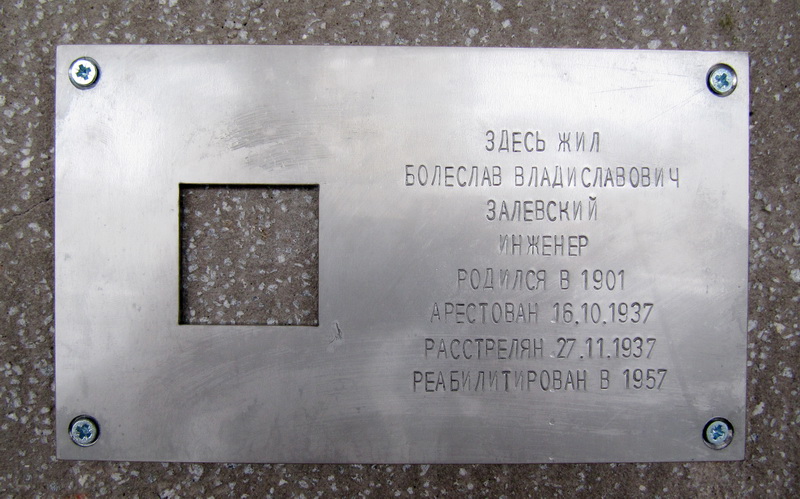 ЗДЕСЬ ЖИЛ
БОЛЕСЛАВ ВЛАДИСЛАВОВИЧ
ЗАЛЕВСКИЙ
ИНЖЕНЕР
РОДИЛСЯ В 1901
АРЕСТОВАН 16.10.1937
РАССТРЕЛЯН 27.11.1937
РЕАБИЛИТИРОВАН В 1957